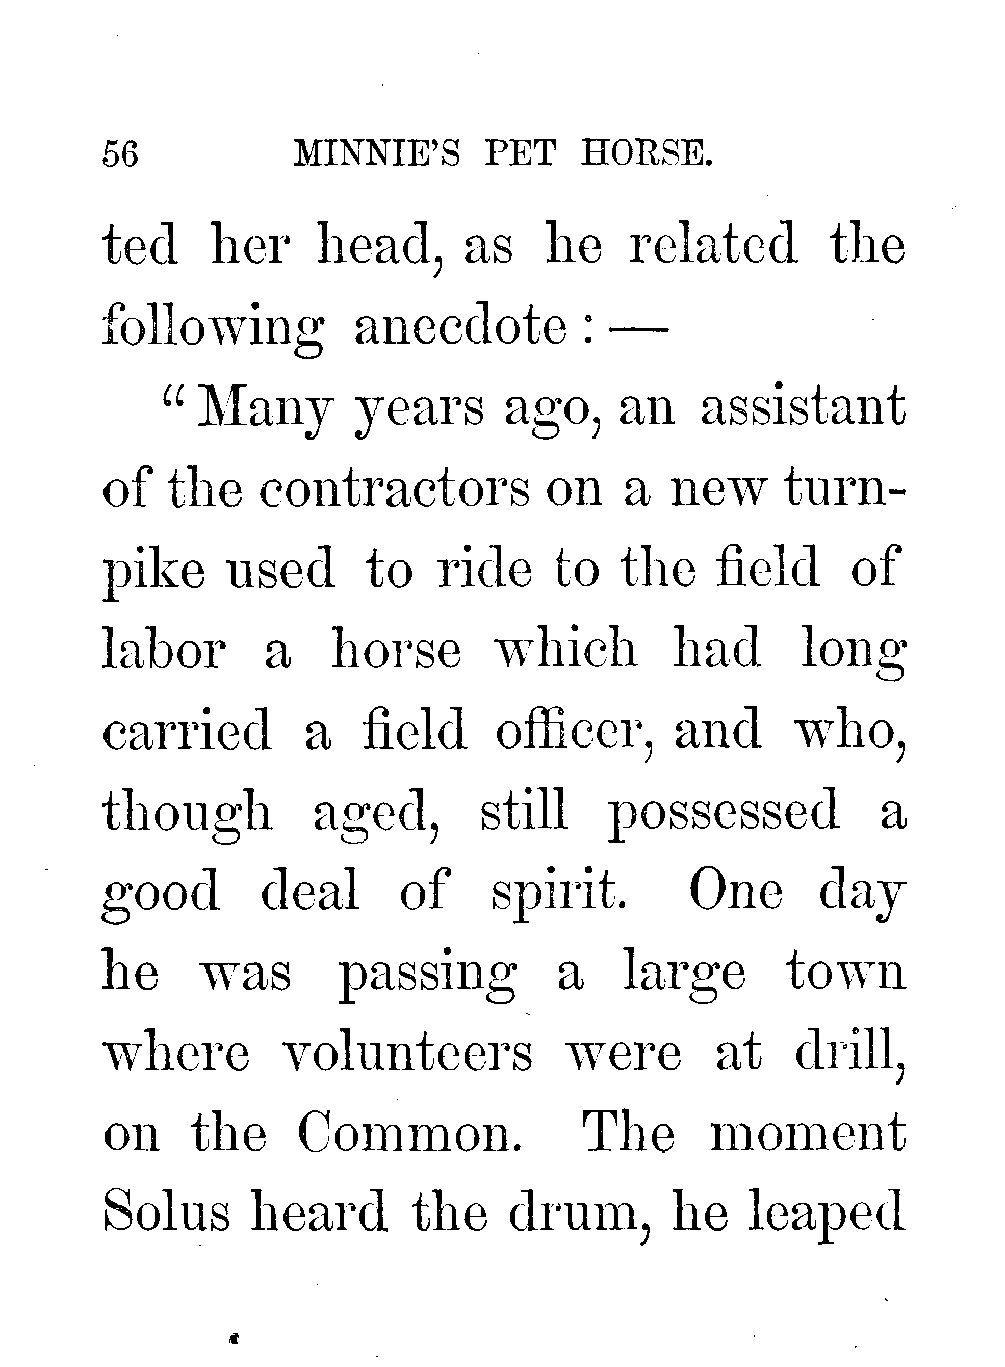 56 MINNIE'S PET HORSE.
ted her head, as he related the
following anecdote : —
“ Many years ago, an assistant
of the contractors on a new turn-
pike used to ride to the field of
labor a horse which had long
carried a field officer, and who,
though aged, still possessed a
good deal of spirit. One day
he was passing a large town
where volunteers were at drill,
on the Common. The moment
Solus heard the drum, he leaped